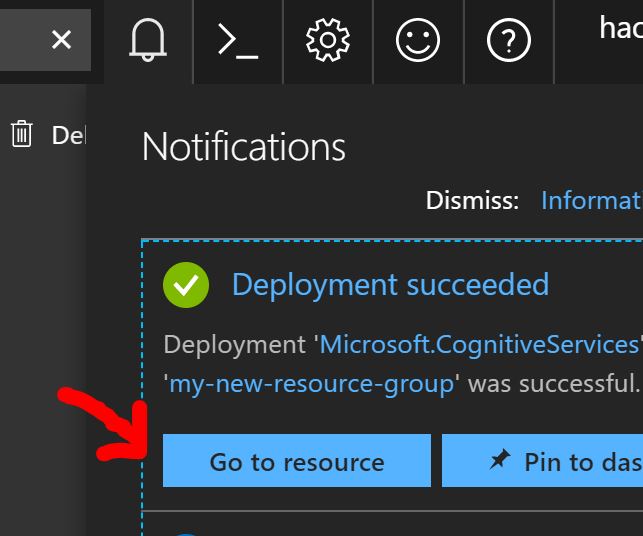 hac
Del
Notifications
Dismiss: Informat
Deployment succeeded
Deployment 'Microsoft.CognitiveServices'
'my-new-resource-group' was successful.
Go to resource
Pin to das